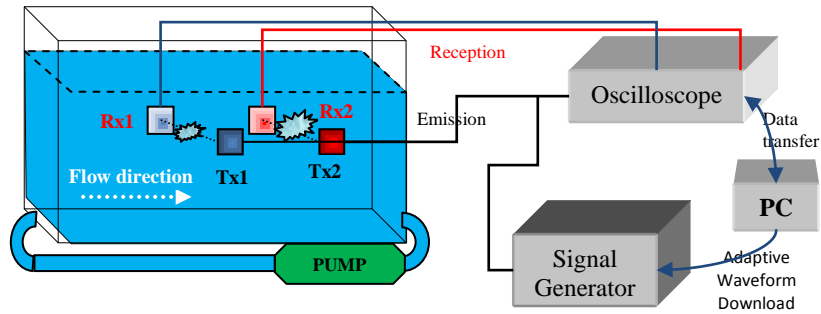 Reception
Oscilloscope
Rx1
Rx2
Emission
Data
transfer
Tx1
Tx2
Flow direction
PC
PUMP
Signal
Generator
Adaptive
Waveform
Download